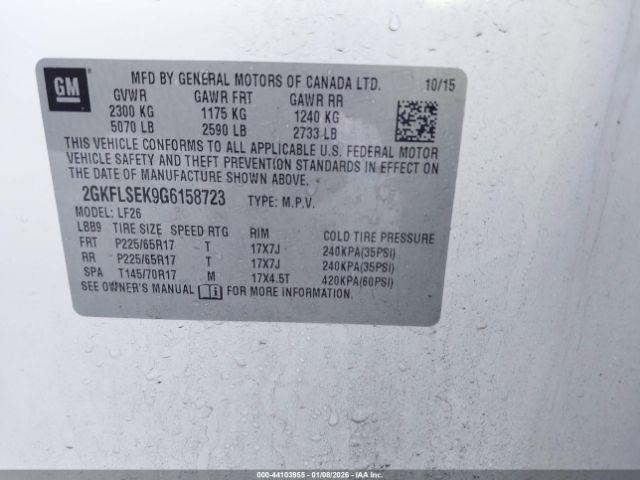 GM
MFD BY GENERAL MOTORS OF CANADA LTD. 10/15
GVWR GAWR FRT GAWR RR
2300 KG 1175 KG 1240 KG
5070 LB 2590 LB 2733 LB
THIS VEHICLE CONFORMS TO ALL APPLICABLE U.S. FEDERAL MOTOR
VEHICLE SAFETY AND THEFT PREVENTION STANDARDS IN EFFECT ON
THE DATE OF MANUFACTURE SHOWN ABOVE.
2GKFLSEK9G6158723 TYPE: M.P.V.
MODEL: LF26
LBB9 TIRE SIZE SPEED RTG RIM COLD TIRE PRESSURE
FRT P225/65R17 T 17X7J 240KPA(35PSI)
RR P225/65R17 T 17X7J 240KPA(35PSI)
SPA T145/70R17 M 17X4.5T 420KPA(60PSI)
SEE OWNER'S MANUAL FOR MORE INFORMATION.
000-44103955 - 01/08/2026 - IAAI.COM